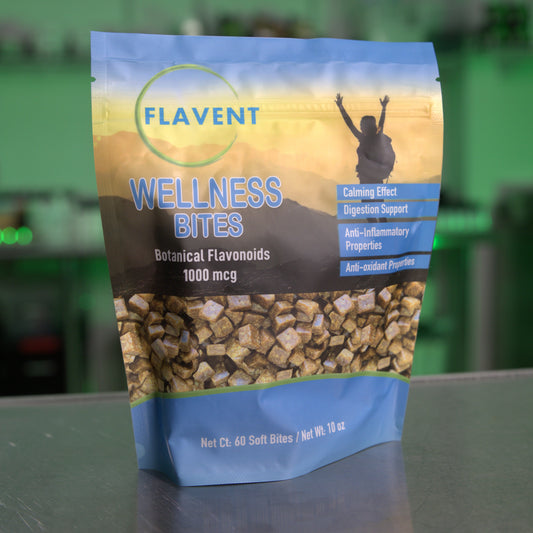 FLAVENT
WELLNESS
BITES
Botanical Flavonoids
1000 mcg
Calming Effect
Digestion Support
Anti-Inflammatory
Properties
Anti-oxidant Properties
Net Ct: 60 Soft Bites / Net Wt: 10 oz